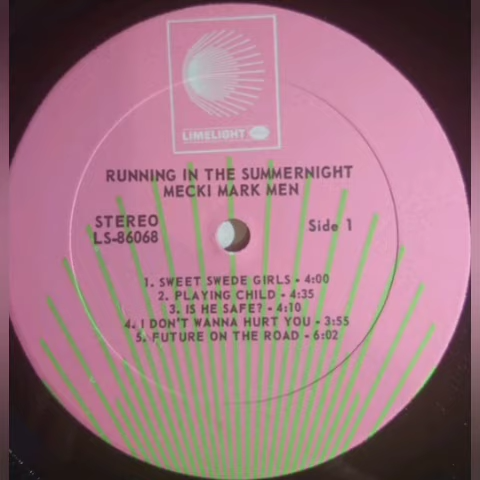 LIMELIGHT
RUNNING IN THE SUMMERNIGHT
MECKI MARK MEN
STEREO
LS-86068
Side 1
1. SWEET SWEDE GIRLS - 4:00
2. PLAYING CHILD - 4:35
3. IS HE SAFE? - 4:10
4. I DON'T WANNA HURT YOU - 3:55
5. FUTURE ON THE ROAD - 6:02